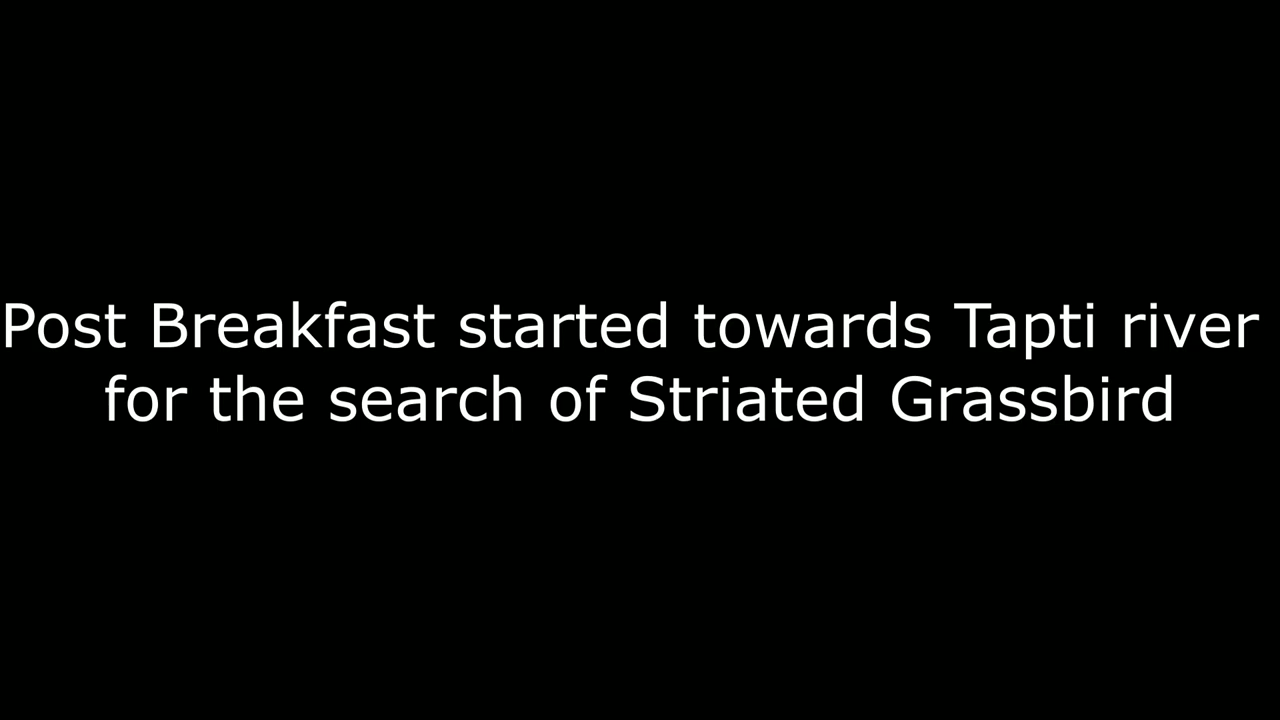 Post Breakfast started towards Tapti river
for the search of Striated Grassbird